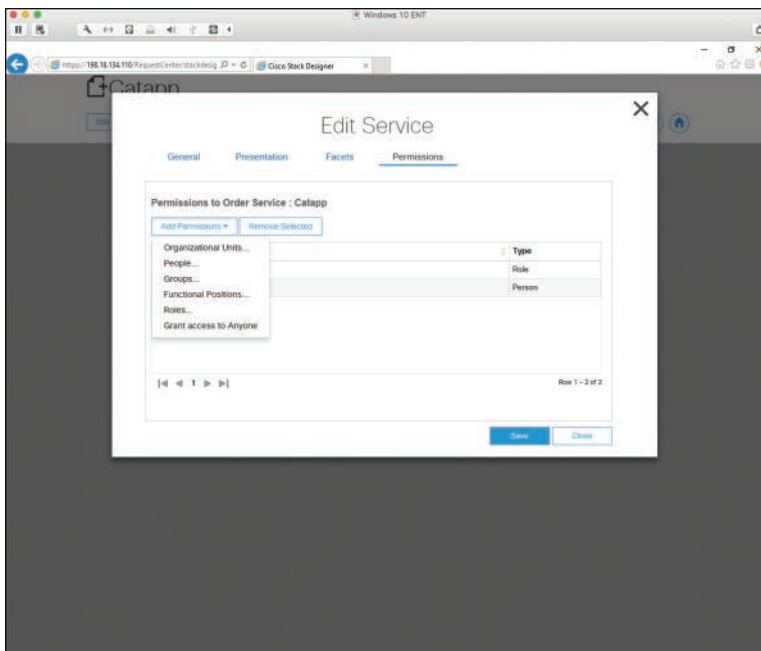 Windows 10 ENT
https://198.18.134.110/RequestCenter/stackdesig
Cisco Stack Designer
Catapp
Edit Service
General Presentation Facets Permissions
Permissions to Order Service : Catapp
Add Permissions Remove Selected
Organizational Units...
People...
Groups...
Functional Positions...
Roles...
Grant access to Anyone
Type
Role
Person
1
Row 1 - 2 of 2
Save Close